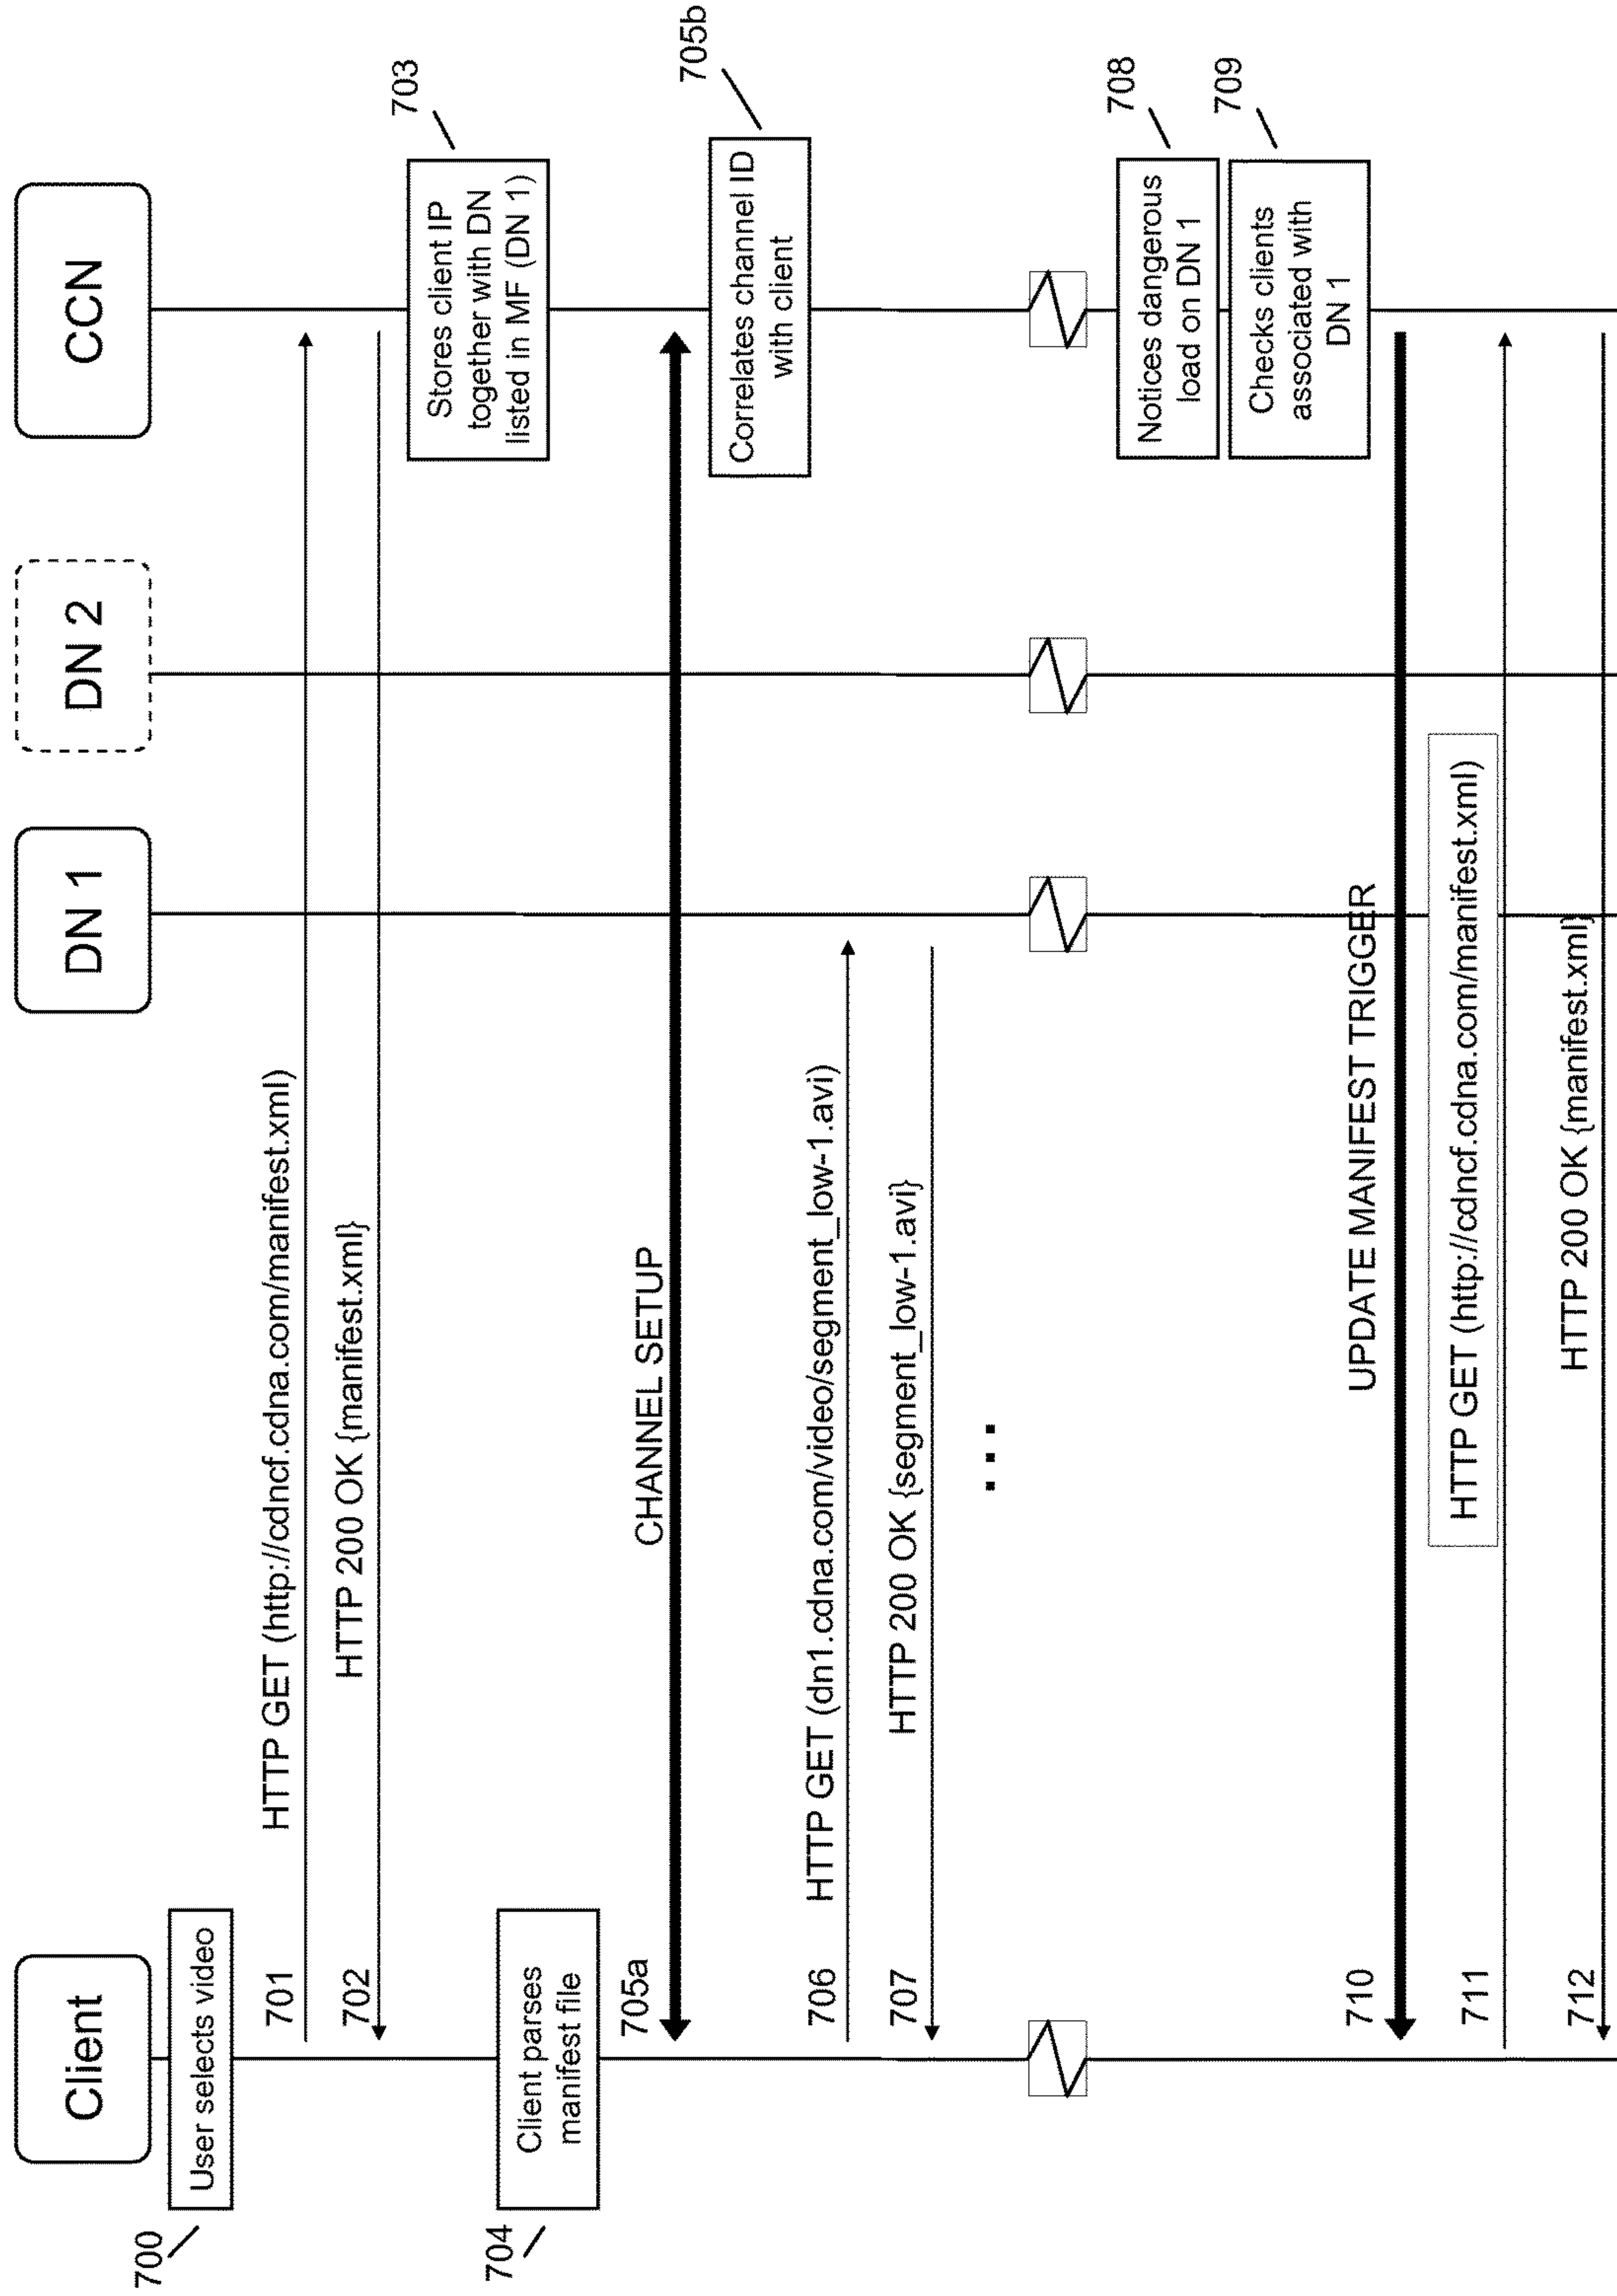 Client
DN 1
DN 2
CCN
700
User selects video
701
HTTP GET (http://cdncf.cdna.com/manifest.xml)
702
HTTP 200 OK {manifest.xml}
703
Stores client IP
together with DN
listed in MF (DN 1)
704
Client parses
manifest file
705a
CHANNEL SETUP
705b
Correlates channel ID
with client
706
HTTP GET (dn1.cdna.com/video/segment_low-1.avi)
707
HTTP 200 OK {segment_low-1.avi}
...
708
Notices dangerous
load on DN 1
709
Checks clients
associated with
DN 1
710
UPDATE MANIFEST TRIGGER
711
HTTP GET (http://cdncf.cdna.com/manifest.xml)
712
HTTP 200 OK {manifest.xml}